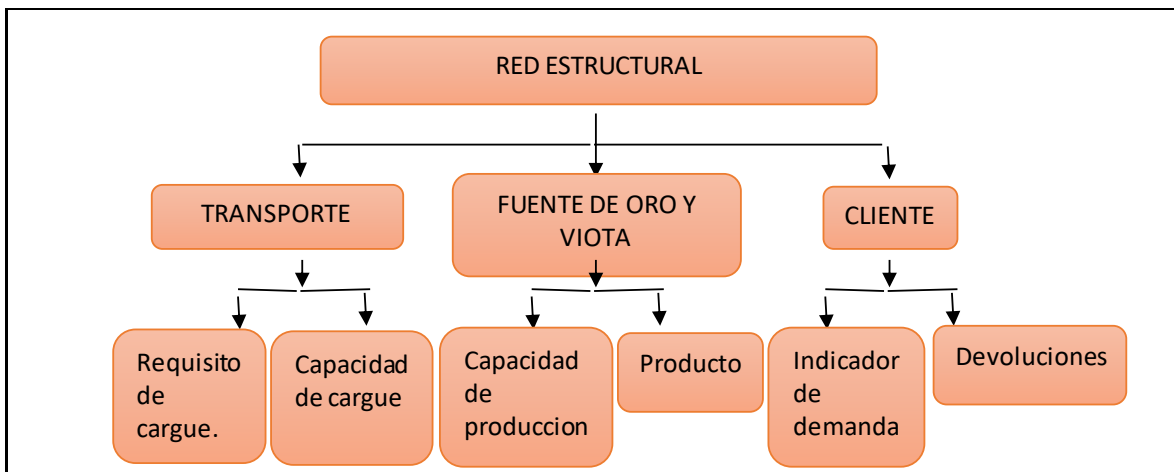 RED ESTRUCTURAL
TRANSPORTE
FUENTE DE ORO Y
VIOTA
CLIENTE
Requisito
de
cargue.
Capacidad
de cargue
Capacidad
de
produccion
Producto
Indicador
de
demanda
Devoluciones